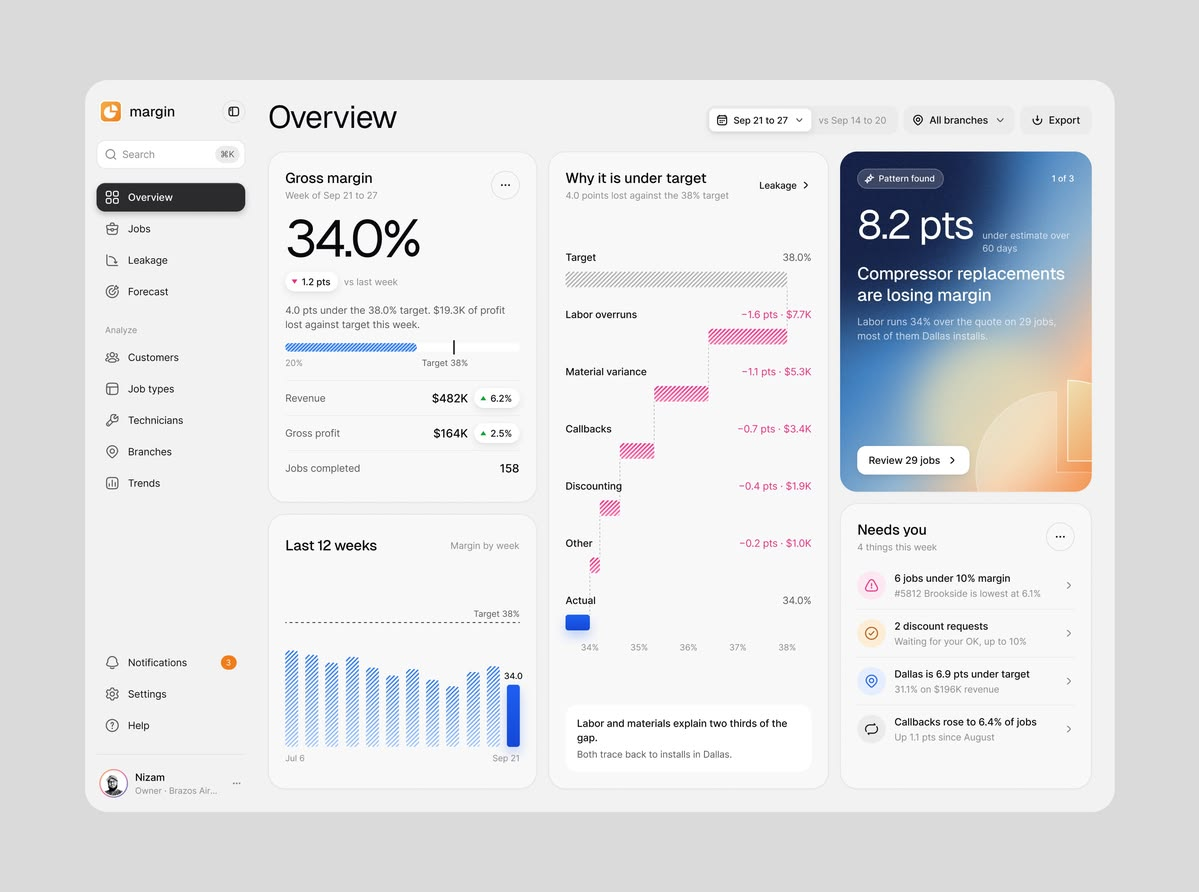 margin
Search
⌘K
Overview
Jobs
Leakage
Forecast
Analyze
Customers
Job types
Technicians
Branches
Trends
Notifications
3
Settings
Help
Nizam
Owner · Brazos Air...
Overview
Sep 21 to 27
vs Sep 14 to 20
All branches
Export
Gross margin
Week of Sep 21 to 27
34.0%
1.2 pts
vs last week
4.0 pts under the 38.0% target. $19.3K of profit
lost against target this week.
20%
Target 38%
Revenue
$482K
6.2%
Gross profit
$164K
2.5%
Jobs completed
158
Last 12 weeks
Margin by week
Target 38%
34.0
Jul 6
Sep 21
Why it is under target
4.0 points lost against the 38% target
Leakage
Target
38.0%
Labor overruns
−1.6 pts · $7.7K
Material variance
−1.1 pts · $5.3K
Callbacks
−0.7 pts · $3.4K
Discounting
−0.4 pts · $1.9K
Other
−0.2 pts · $1.0K
Actual
34.0%
34%
35%
36%
37%
38%
Labor and materials explain two thirds of the
gap.
Both trace back to installs in Dallas.
Pattern found
1 of 3
8.2 pts
under estimate over
60 days
Compressor replacements
are losing margin
Labor runs 34% over the quote on 29 jobs,
most of them Dallas installs.
Review 29 jobs
Needs you
4 things this week
6 jobs under 10% margin
#5812 Brookside is lowest at 6.1%
2 discount requests
Waiting for your OK, up to 10%
Dallas is 6.9 pts under target
31.1% on $196K revenue
Callbacks rose to 6.4% of jobs
Up 1.1 pts since August